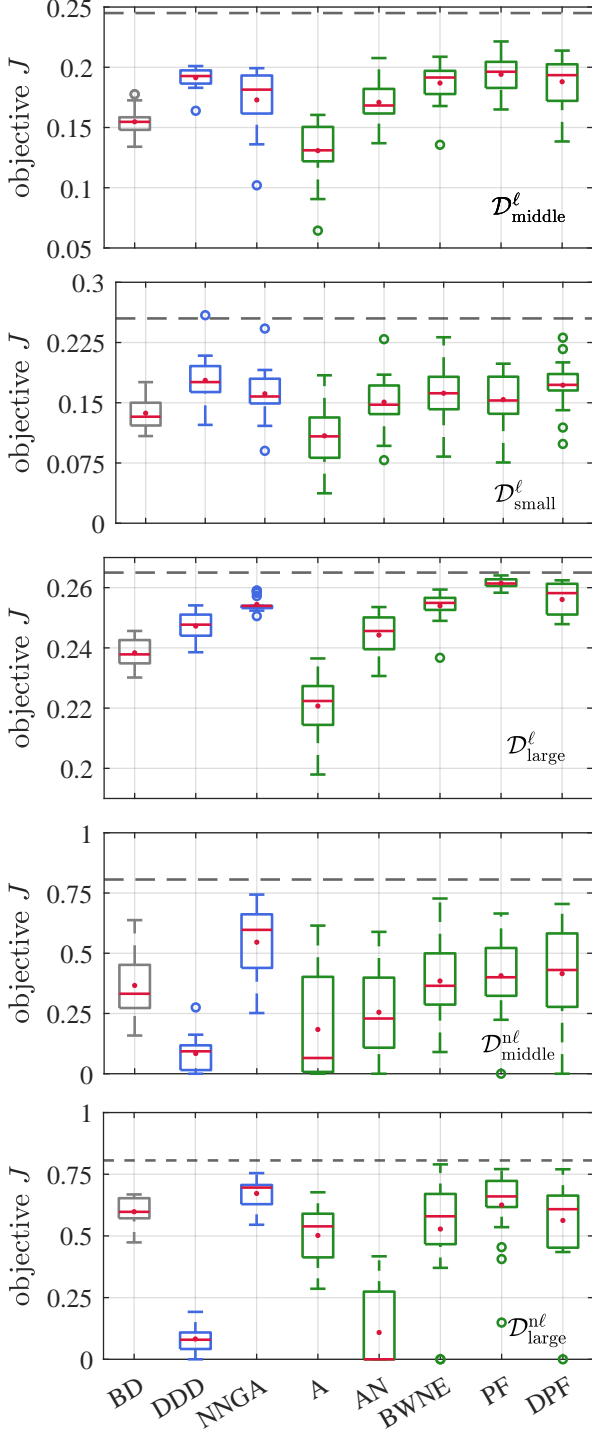 0.25
0.2
0.15
0.1
0.05
objective J
𝒟^ℓ_middle
0.3
0.225
0.15
0.075
0
objective J
𝒟^ℓ_small
0.26
0.24
0.22
0.2
objective J
𝒟^ℓ_large
1
0.75
0.5
0.25
0
objective J
𝒟^nℓ_middle
1
0.75
0.5
0.25
0
objective J
𝒟^nℓ_large
BD DDD NNGA A AN BWNE PF DPF